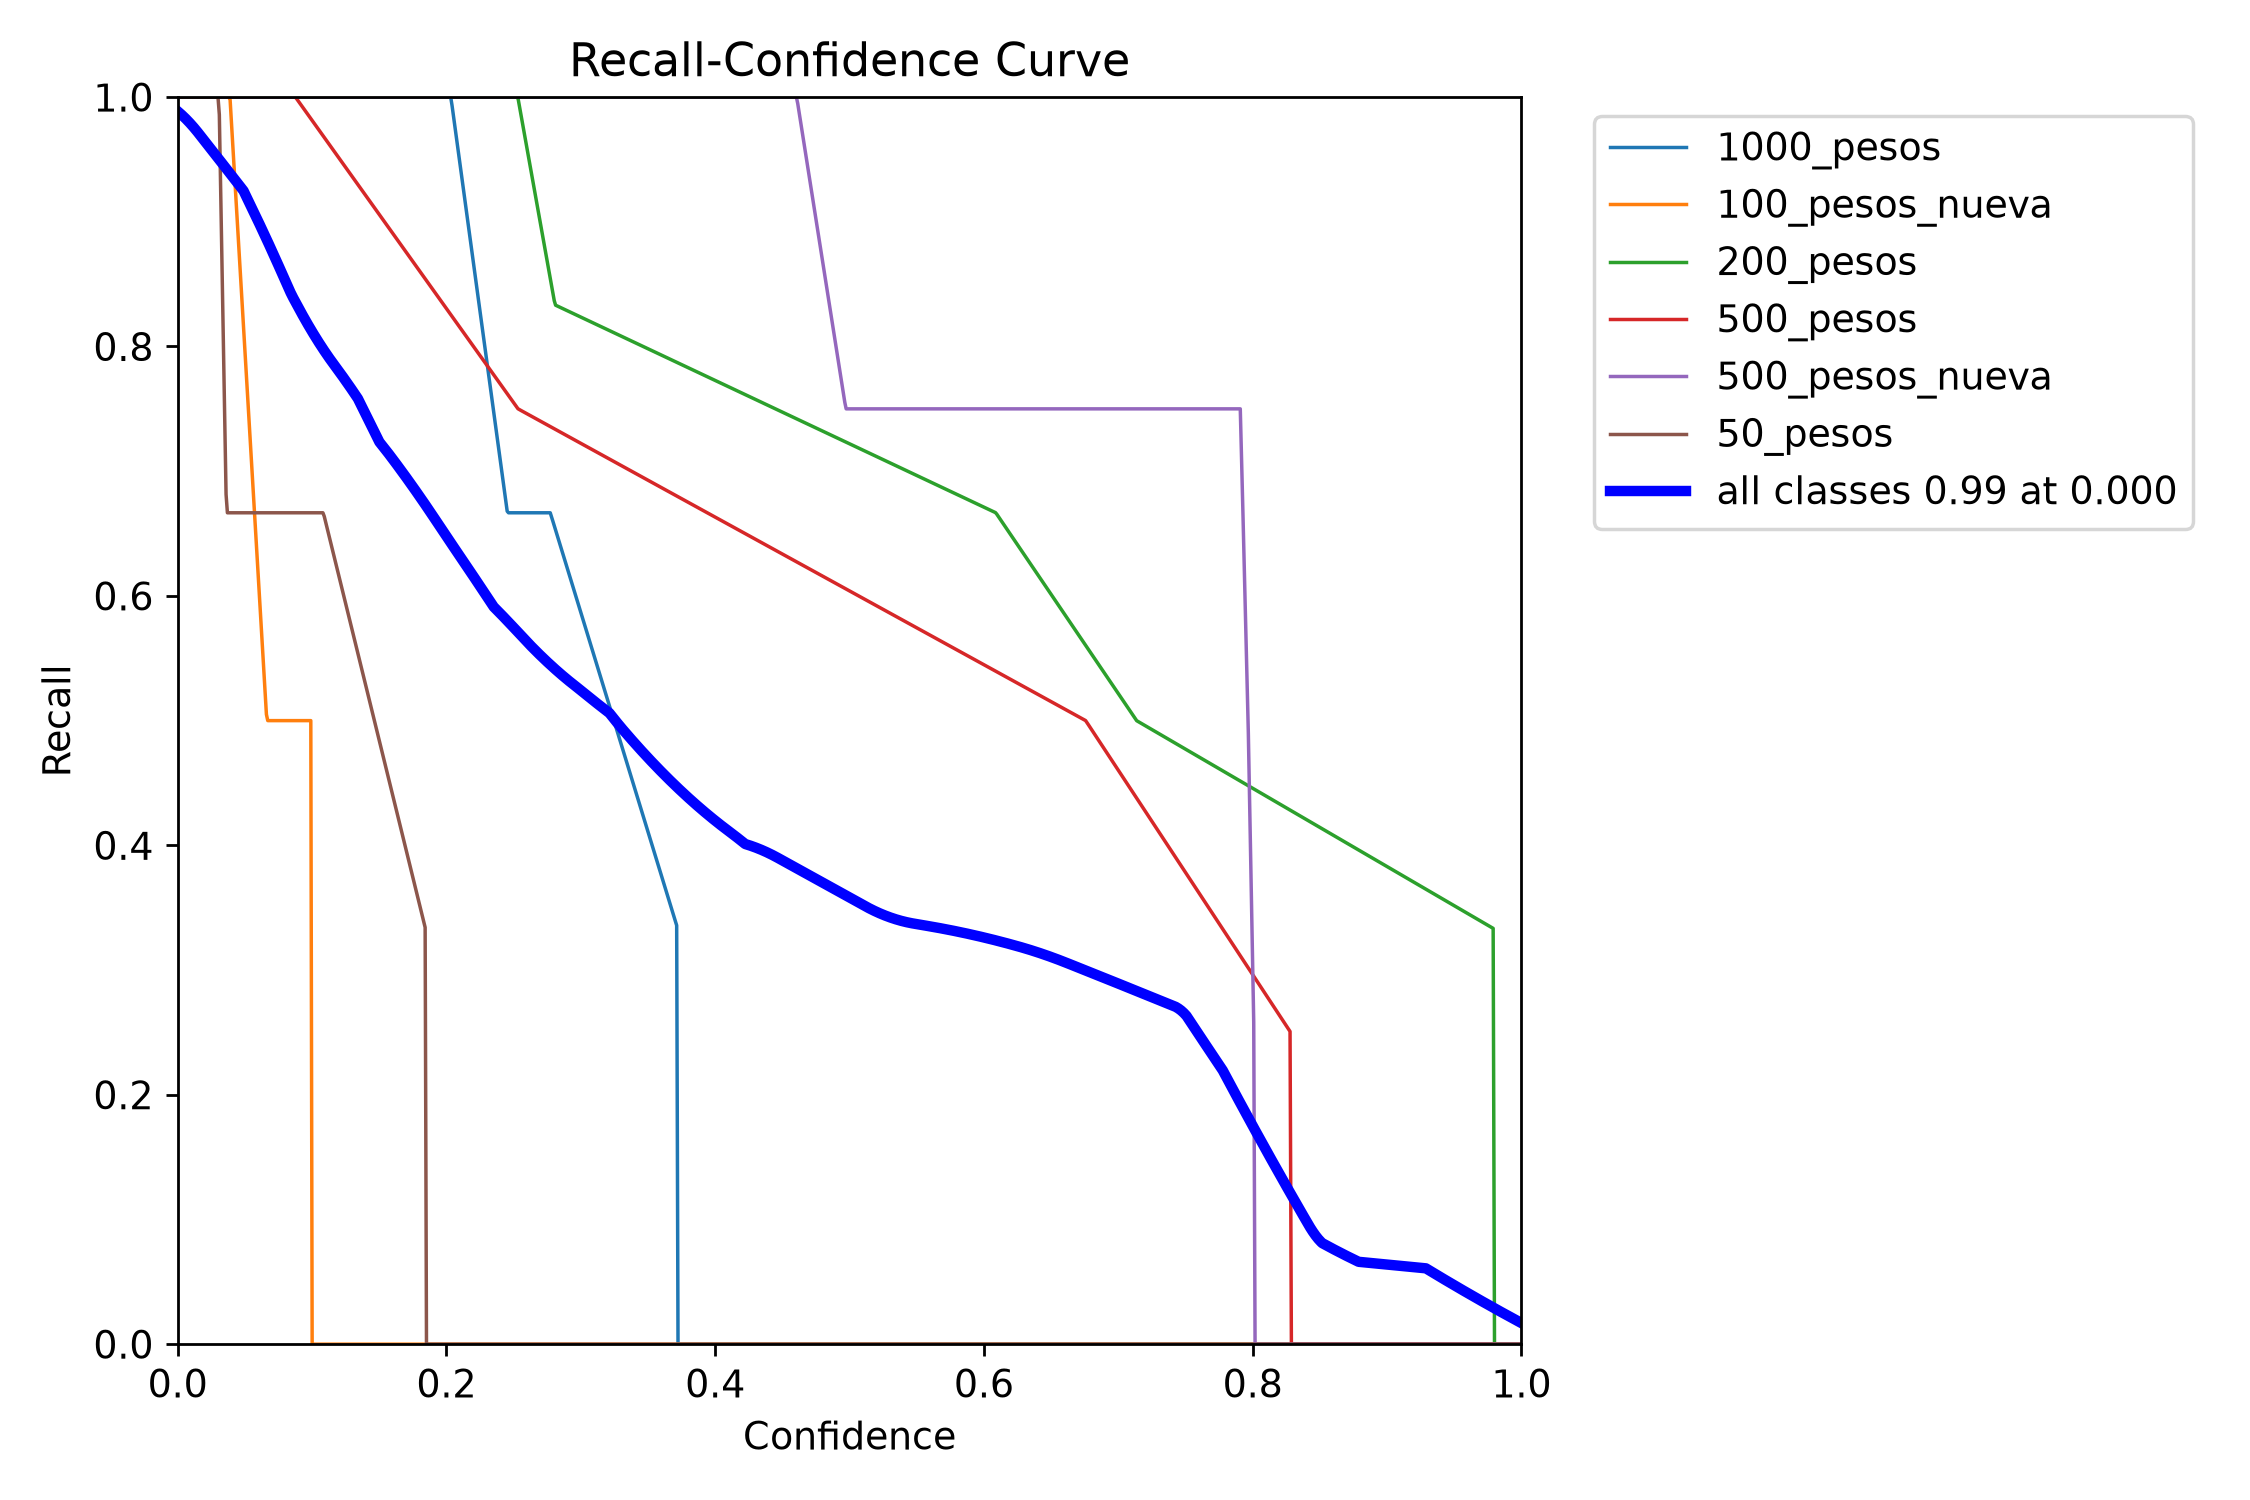 Recall-Confidence Curve
1.0
0.8
0.6
0.4
0.2
0.0
Recall
0.0 0.2 0.4 0.6 0.8 1.0
Confidence
1000_pesos
100_pesos_nueva
200_pesos
500_pesos
500_pesos_nueva
50_pesos
all classes 0.99 at 0.000